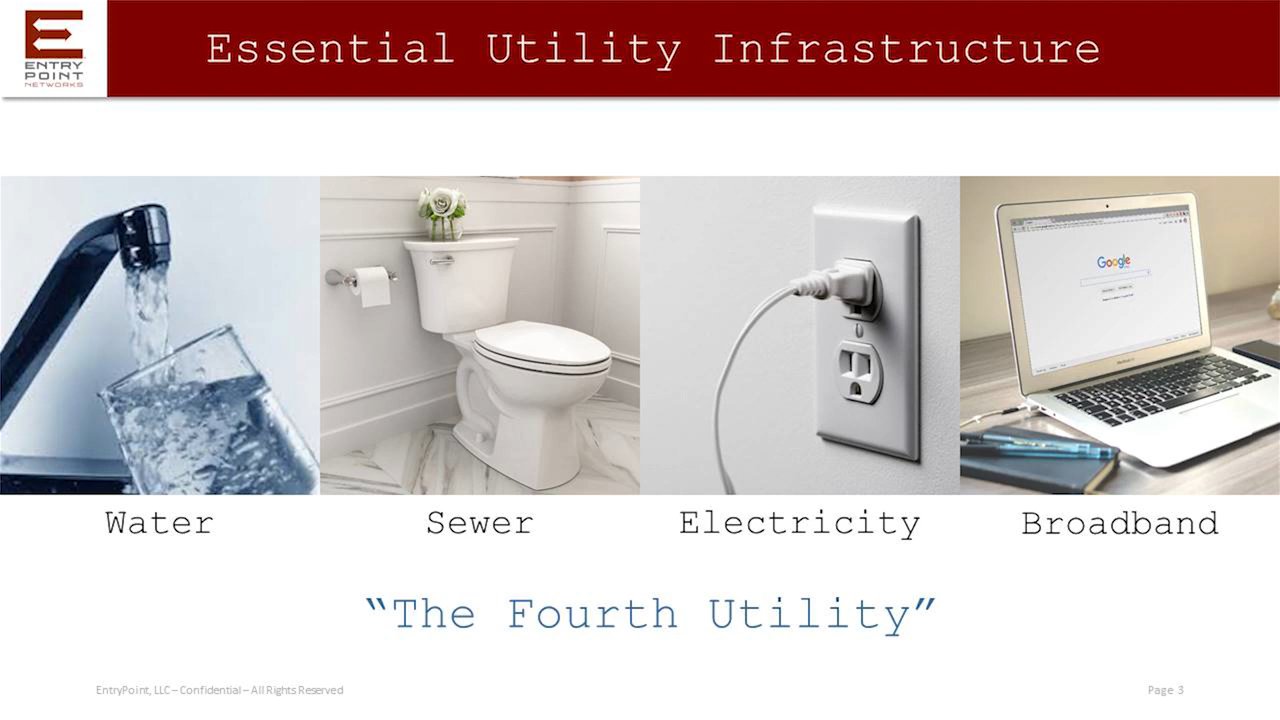 ENTRY
POINT
NETWORKS
Essential Utility Infrastructure
Google
Water
Sewer
Electricity
Broadband
“The Fourth Utility”
EntryPoint, LLC – Confidential – All Rights Reserved
Page 3